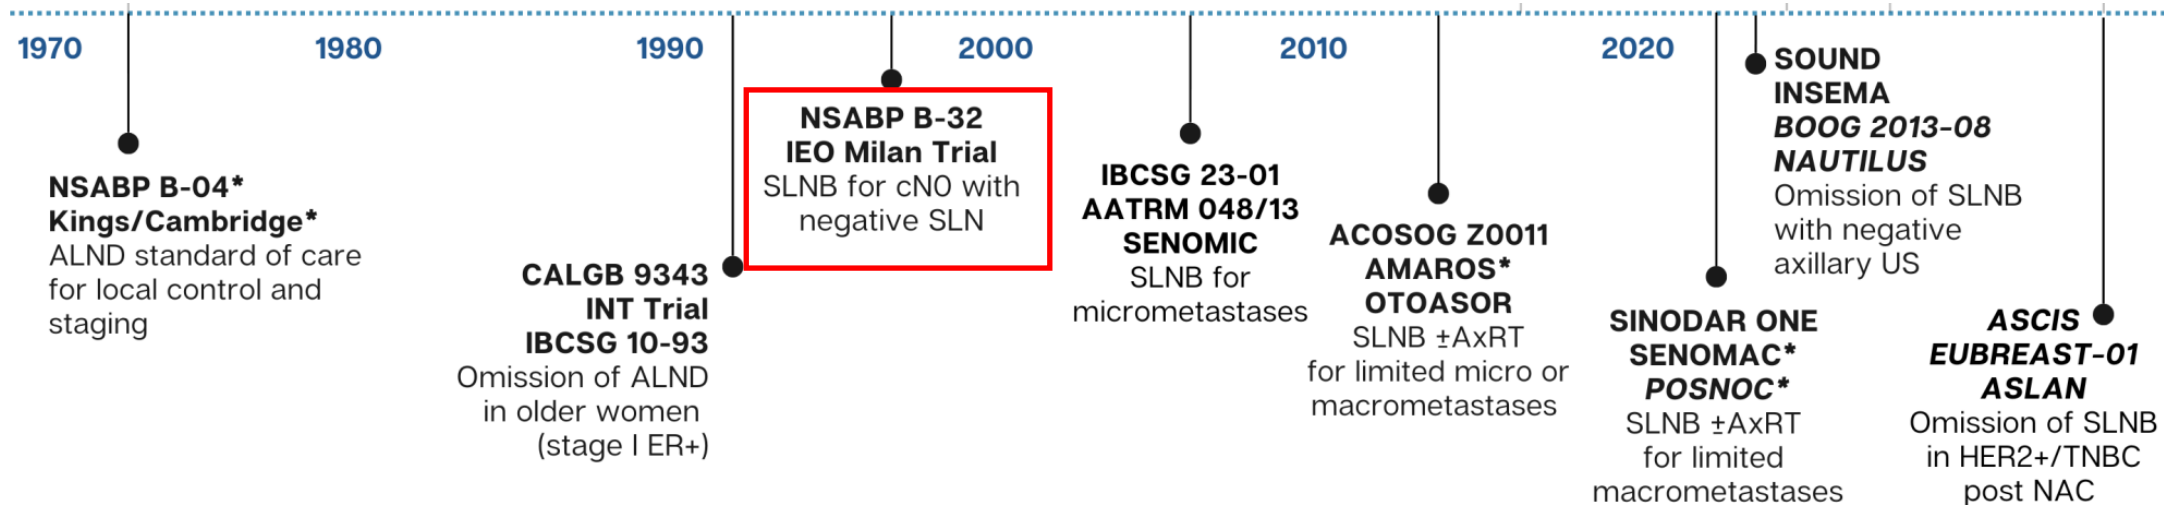 1970
1980
1990
2000
2010
2020
NSABP B-04*
Kings/Cambridge*
ALND standard of care
for local control and
staging
CALGB 9343
INT Trial
IBCSG 10-93
Omission of ALND
in older women
(stage I ER+)
NSABP B-32
IEO Milan Trial
SLNB for cN0 with
negative SLN
IBCSG 23-01
AATRM 048/13
SENOMIC
SLNB for
micrometastases
ACOSOG Z0011
AMAROS*
OTOASOR
SLNB ±AxRT
for limited micro or
macrometastases
SINODAR ONE
SENOMAC*
POSNOC*
SLNB ±AxRT
for limited
macrometastases
SOUND
INSEMA
BOOG 2013-08
NAUTILUS
Omission of SLNB
with negative
axillary US
ASCIS
EUBREAST-01
ASLAN
Omission of SLNB
in HER2+/TNBC
post NAC